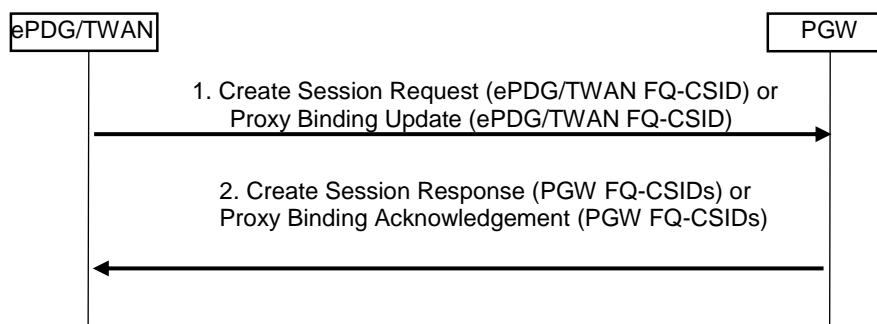 ePDG/TWAN
PGW
1. Create Session Request (ePDG/TWAN FQ-CSID) or
Proxy Binding Update (ePDG/TWAN FQ-CSID)
2. Create Session Response (PGW FQ-CSIDs) or
Proxy Binding Acknowledgement (PGW FQ-CSIDs)